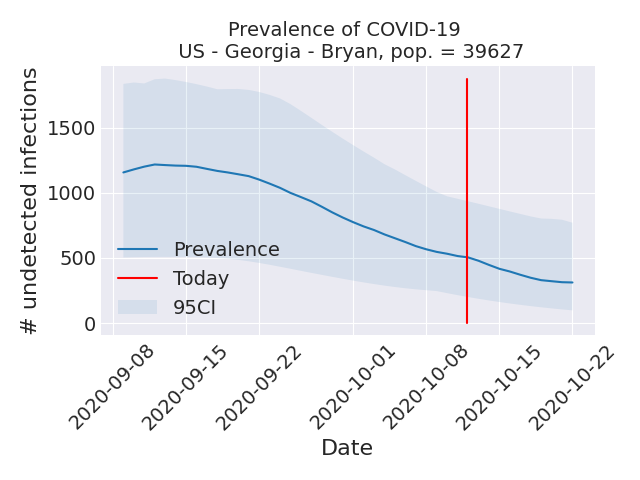 Prevalence of COVID-19
US - Georgia - Bryan, pop. = 39627
# undetected infections
1500
1000
500
0
Prevalence
Today
95CI
2020-09-08
2020-09-15
2020-09-22
2020-10-01
2020-10-08
2020-10-15
2020-10-22
Date